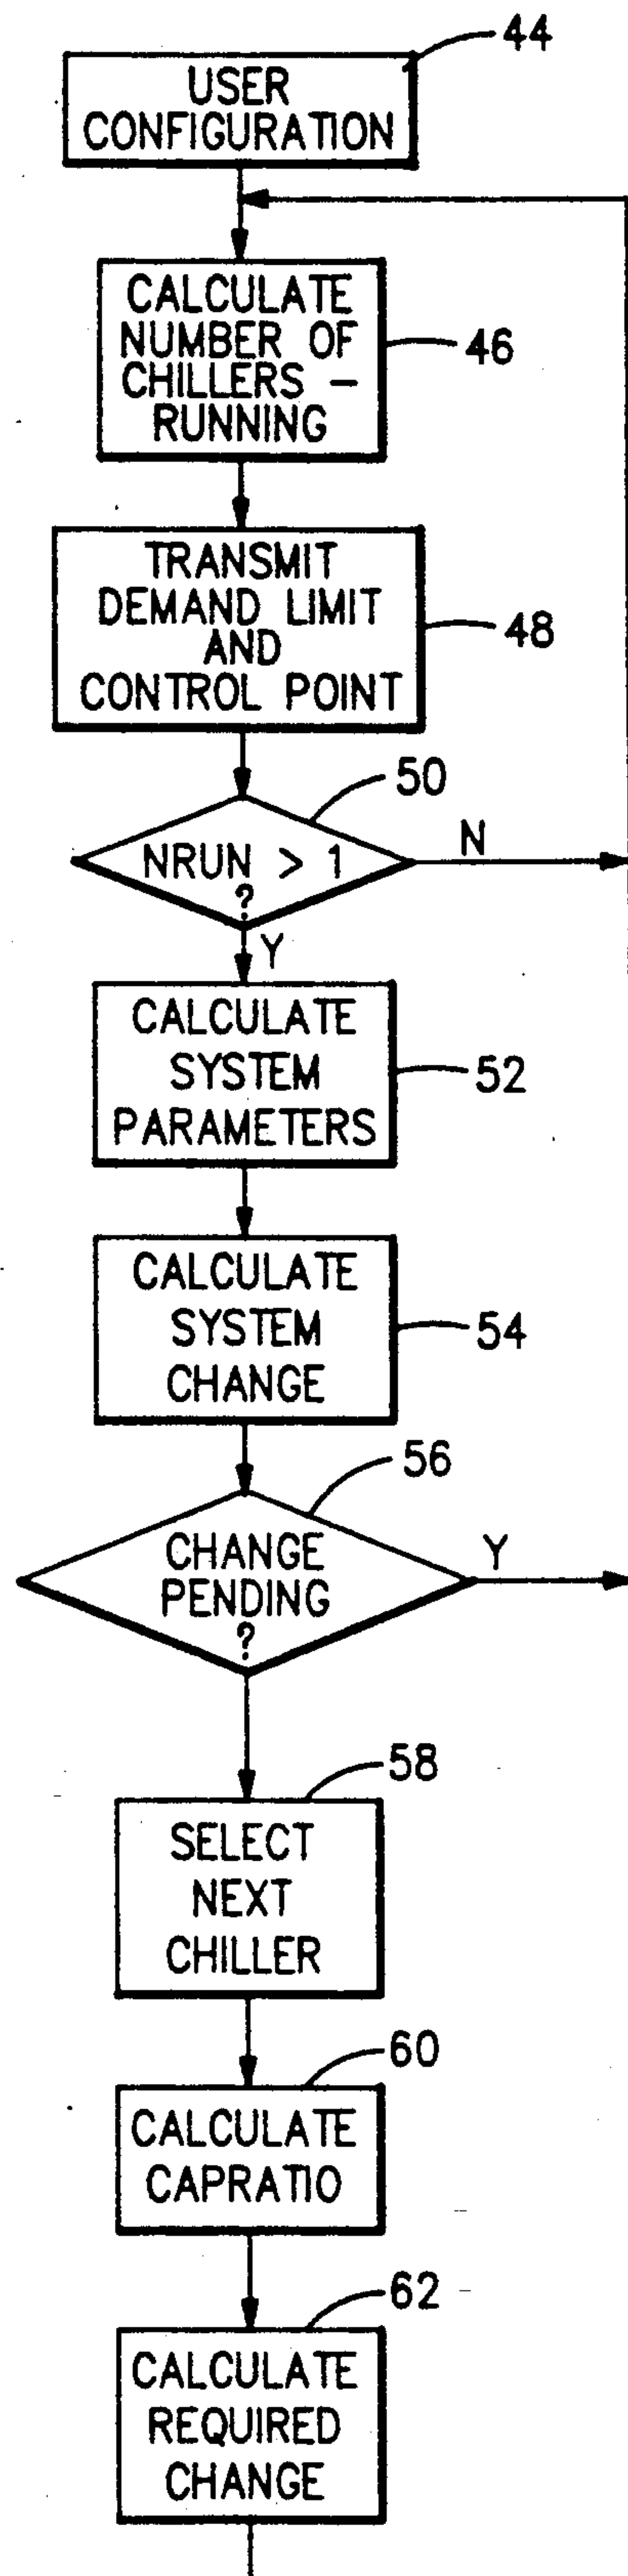 44
USER
CONFIGURATION
CALCULATE
NUMBER OF
CHILLERS –
RUNNING
46
TRANSMIT
DEMAND LIMIT
AND
CONTROL POINT
48
50
NRUN > 1
?
N
Y
CALCULATE
SYSTEM
PARAMETERS
52
CALCULATE
SYSTEM
CHANGE
54
56
CHANGE
PENDING
?
Y
58
SELECT
NEXT
CHILLER
60
CALCULATE
CAPRATIO
62
CALCULATE
REQUIRED
CHANGE